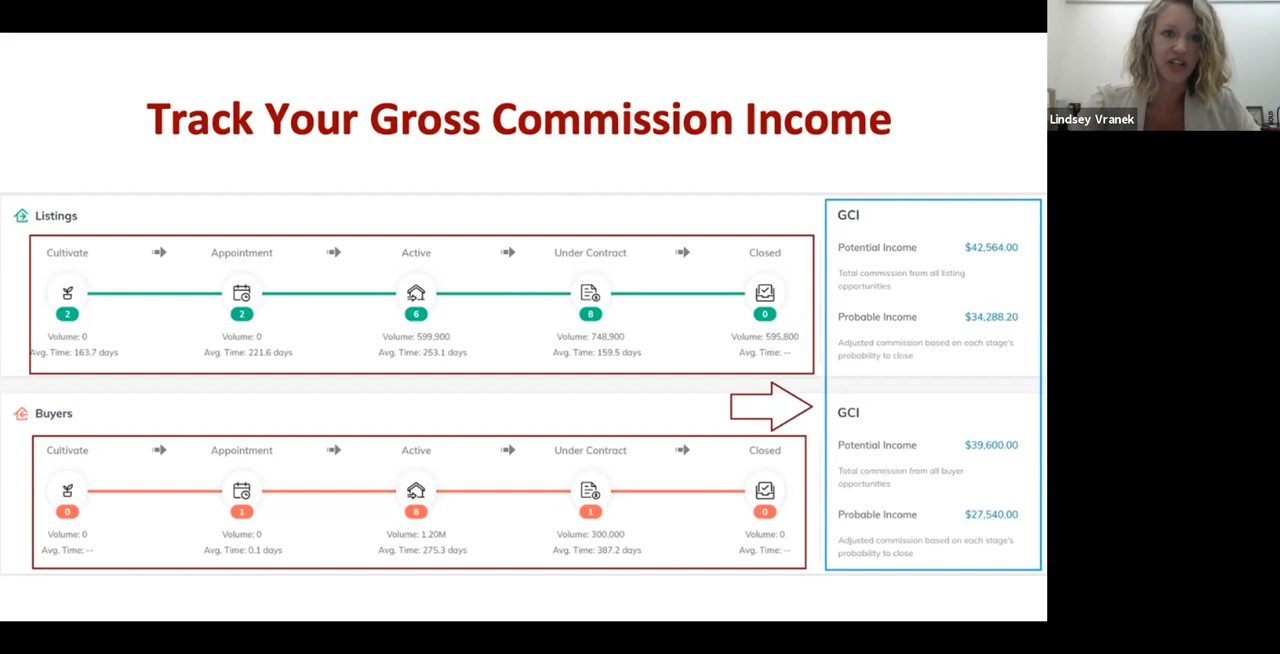 Track Your Gross Commission Income
Lindsey Vranek
Listings
Cultivate Appointment Active Under Contract Closed
2 2 6 8 0
Volume: 0 Volume: 0 Volume: 599,900 Volume: 748,900 Volume: 595,800
Avg. Time: 163.7 days Avg. Time: 221.6 days Avg. Time: 253.1 days Avg. Time: 159.5 days Avg. Time: --
GCI
Potential Income $42,564.00
Total commission from all listing
opportunities
Probable Income $34,288.20
Adjusted commission based on each stage's
probability to close
Buyers
Cultivate Appointment Active Under Contract Closed
0 1 8 1 0
Volume: 0 Volume: 0 Volume: 1.20M Volume: 300,000 Volume: 0
Avg. Time: -- Avg. Time: 0.1 days Avg. Time: 275.3 days Avg. Time: 387.2 days Avg. Time: --
GCI
Potential Income $39,600.00
Total commission from all buyer
opportunities
Probable Income $27,540.00
Adjusted commission based on each stage's
probability to close